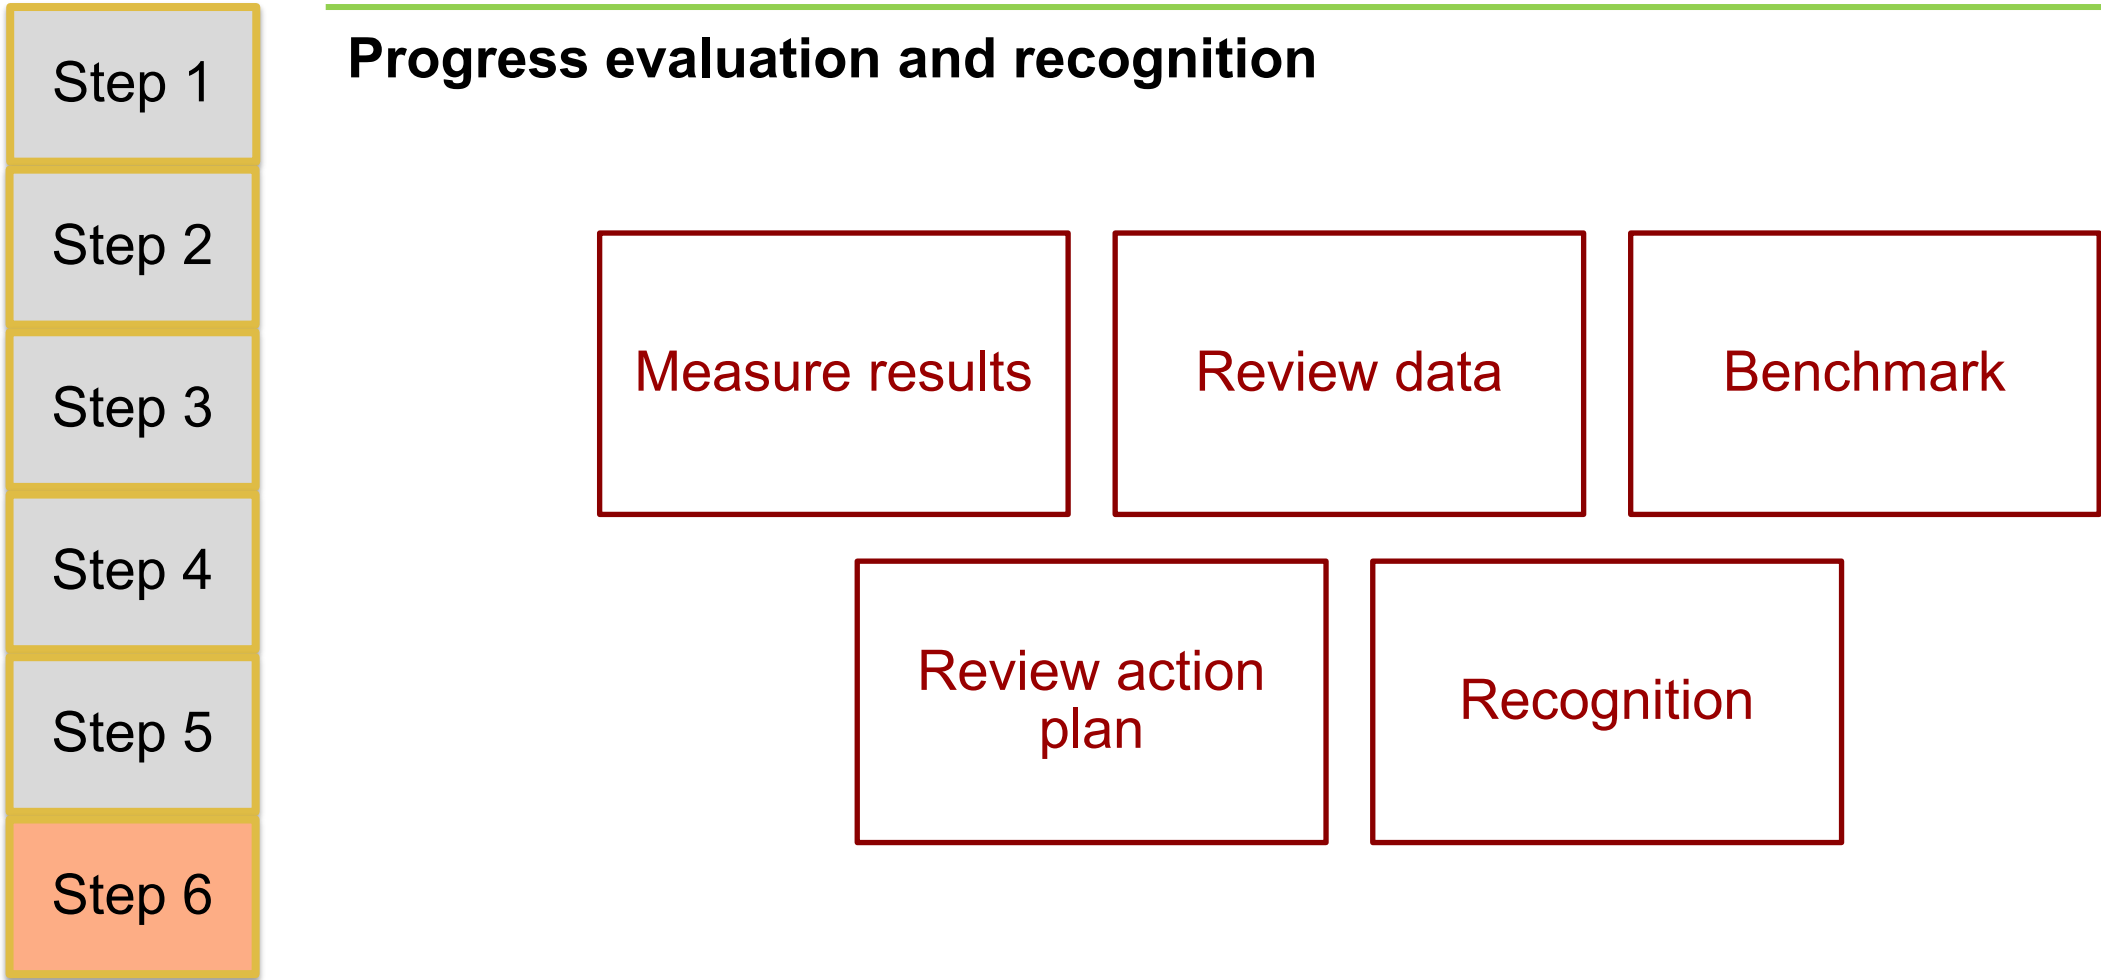 Step 1
Step 2
Step 3
Step 4
Step 5
Step 6
Progress evaluation and recognition
Measure results
Review data
Benchmark
Review action
plan
Recognition